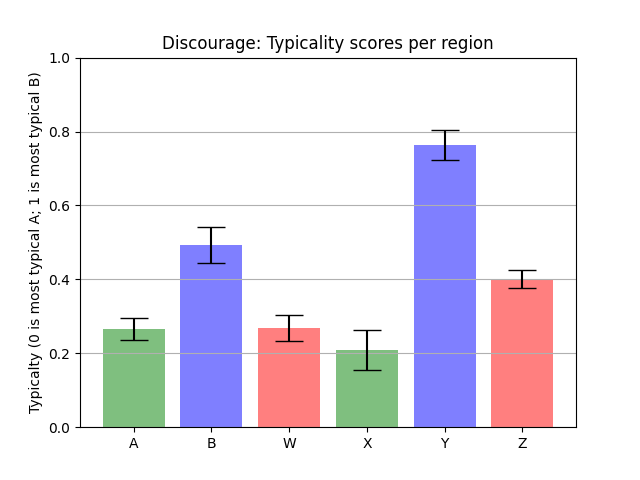 Discourage: Typicality scores per region
Typicalty (0 is most typical A; 1 is most typical B)
1.0
0.8
0.6
0.4
0.2
0.0
A B W X Y Z